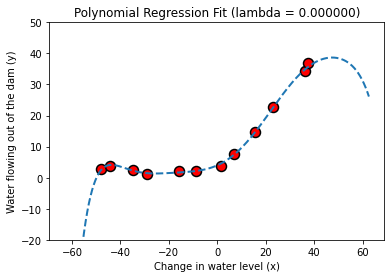 Polynomial Regression Fit (lambda = 0.000000)
Water flowing out of the dam (y)
50
40
30
20
10
0
−10
−20
−60 −40 −20 0 20 40 60
Change in water level (x)